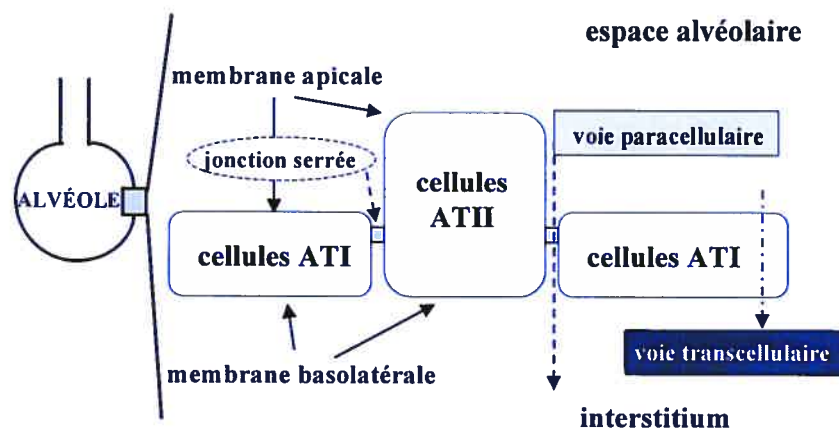 espace alvéolaire
membrane apicale
voie paracellulaire
jonction serrée
ALVÉOLE
cellules
ATII
cellules ATI
cellules ATI
voie transcellulaire
membrane basolatérale
interstitium